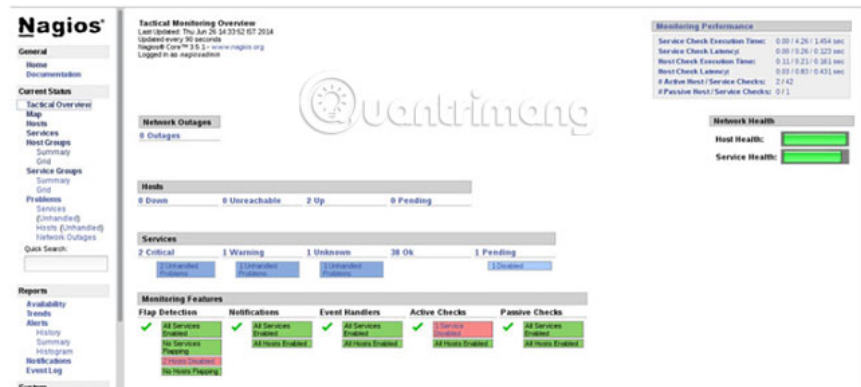 Nagios®
General
Home
Documentation
Current Status
Tactical Overview
Map
Hosts
Services
Host Groups
Summary
Grid
Service Groups
Summary
Grid
Problems
Services
(Unhandled)
Hosts (Unhandled)
Network Outages
Quick Search:
Reports
Availability
Trends
Alerts
History
Summary
Histogram
Notifications
Event Log
Tactical Monitoring Overview
Last Updated: Thu Jun 26 14:33:52 IST 2014
Updated every 90 seconds
Nagios® Core™ 3.5.1 - www.nagios.org
Logged in as nagiosadmin
Monitoring Performance
Service Check Execution Time: 0.00 / 4.26 / 1.454 sec
Service Check Latency: 0.00 / 0.26 / 0.123 sec
Host Check Execution Time: 0.11 / 0.21 / 0.161 sec
Host Check Latency: 0.03 / 0.83 / 0.431 sec
# Active Host / Service Checks: 2 / 42
# Passive Host / Service Checks: 0 / 1
Quantrimang
Network Outages
0 Outages
Network Health
Host Health:
Service Health:
Hosts
0 Down 0 Unreachable 2 Up 0 Pending
Services
2 Critical 1 Warning 1 Unknown 38 Ok 1 Pending
2 Unhandled Problems 1 Unhandled Problems 1 Unhandled Problems 1 Disabled
Monitoring Features
Flap Detection Notifications Event Handlers Active Checks Passive Checks
All Services Enabled All Services Enabled All Services Enabled 1 Service Disabled All Services Enabled
No Services Flapping All Hosts Enabled All Hosts Enabled All Hosts Enabled All Hosts Enabled
2 Hosts Disabled
No Hosts Flapping